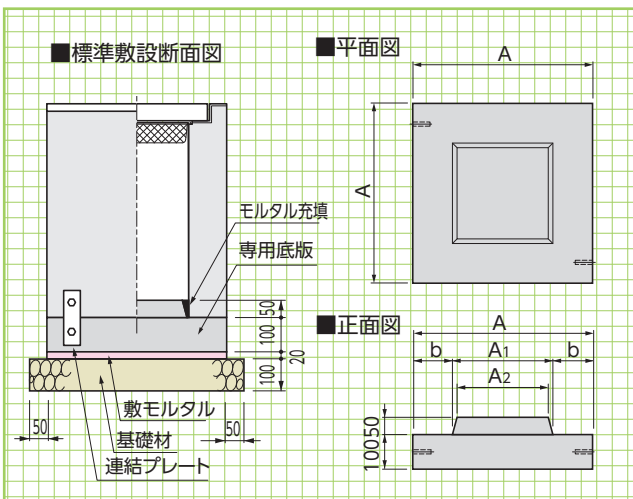 ■標準敷設断面図
モルタル充填
専用底版
50
100
20
100
50
50
敷モルタル
基礎材
連結プレート
■平面図
A
A
■正面図
A
b
A1
b
A2
50
100